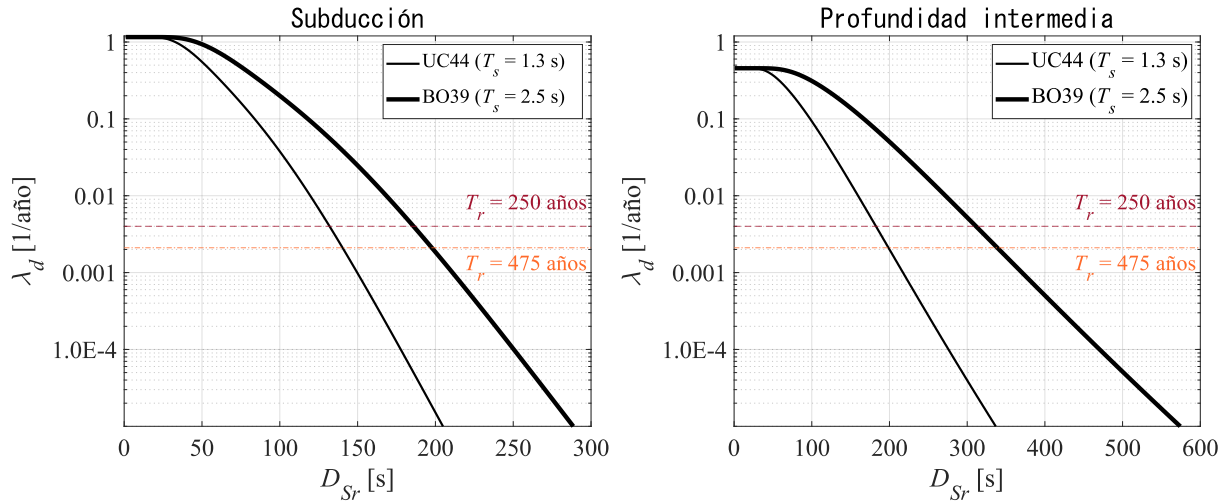 Subducción
UC44 (T_s = 1.3 s)
BO39 (T_s = 2.5 s)
T_r = 250 años
T_r = 475 años
λ_d [1/año]
1
0.1
0.01
0.001
1.0E-4
0 50 100 150 200 250 300
D_Sr [s]
Profundidad intermedia
UC44 (T_s = 1.3 s)
BO39 (T_s = 2.5 s)
T_r = 250 años
T_r = 475 años
λ_d [1/año]
1
0.1
0.01
0.001
1.0E-4
0 100 200 300 400 500 600
D_Sr [s]